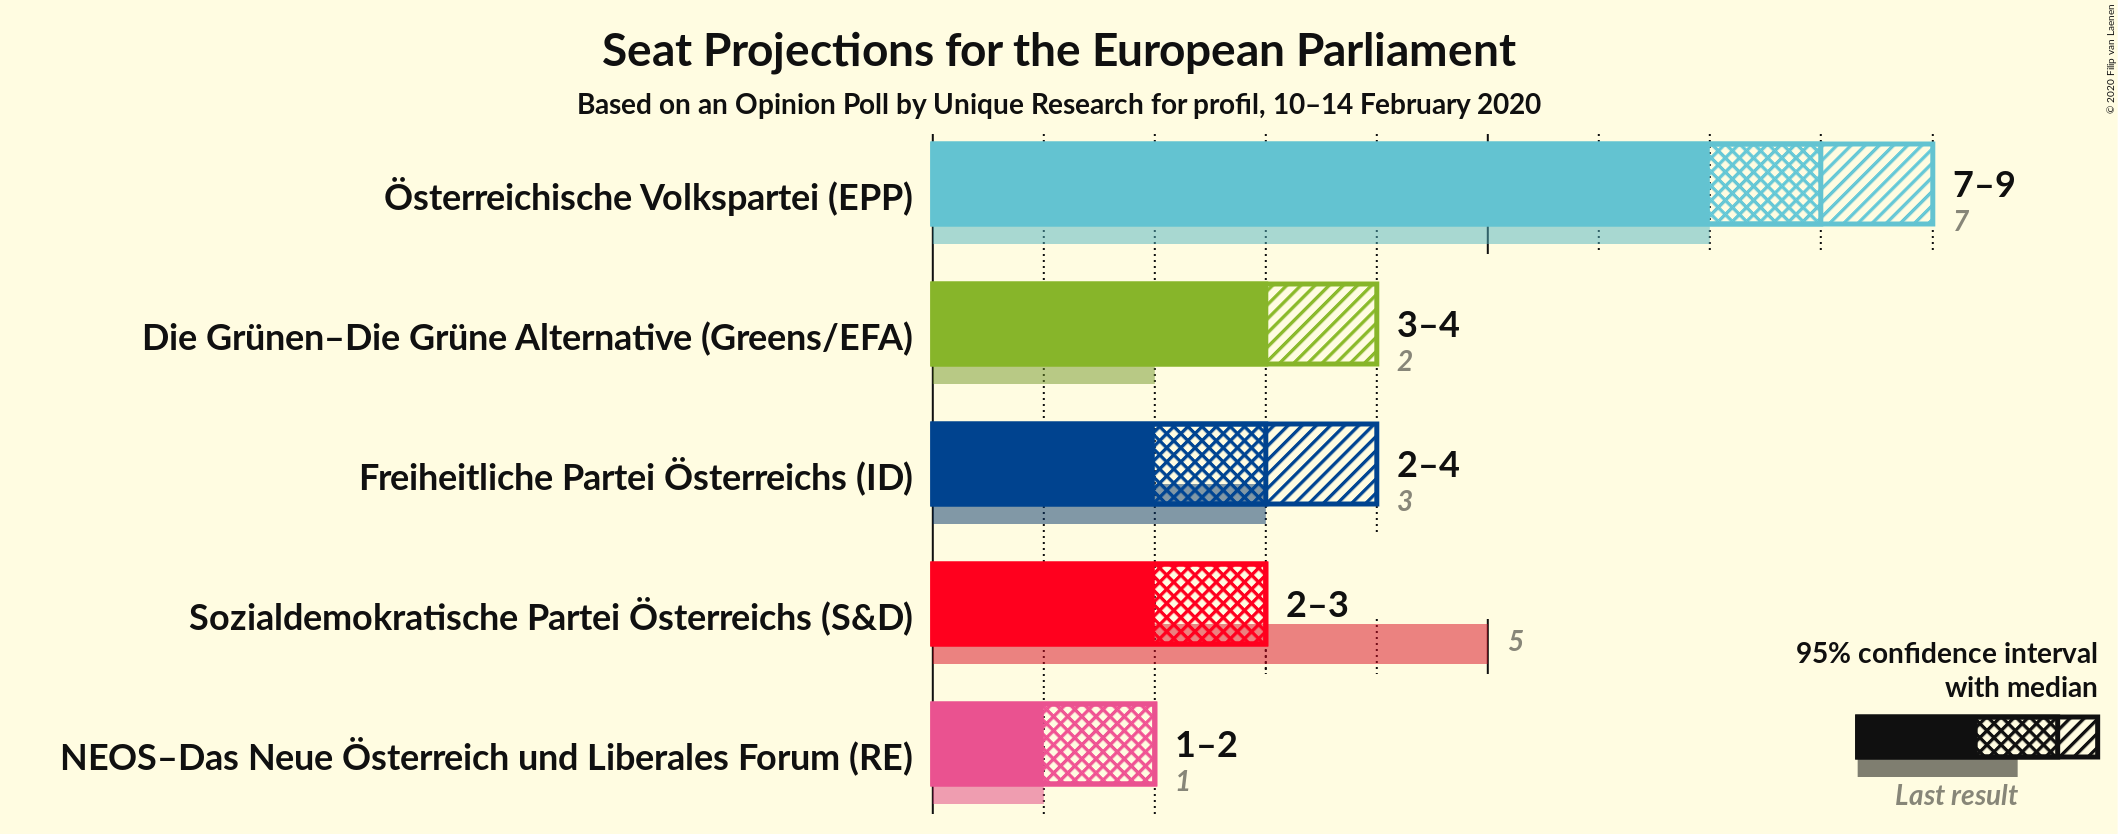 Seat Projections for the European Parliament
Based on an Opinion Poll by Unique Research for profil, 10–14 February 2020
© 2020 Filip van Laenen
Österreichische Volkspartei (EPP)
7–9
7
Die Grünen–Die Grüne Alternative (Greens/EFA)
3–4
2
Freiheitliche Partei Österreichs (ID)
2–4
3
Sozialdemokratische Partei Österreichs (S&D)
2–3
5
NEOS–Das Neue Österreich und Liberales Forum (RE)
1–2
1
95% confidence interval
with median
Last result